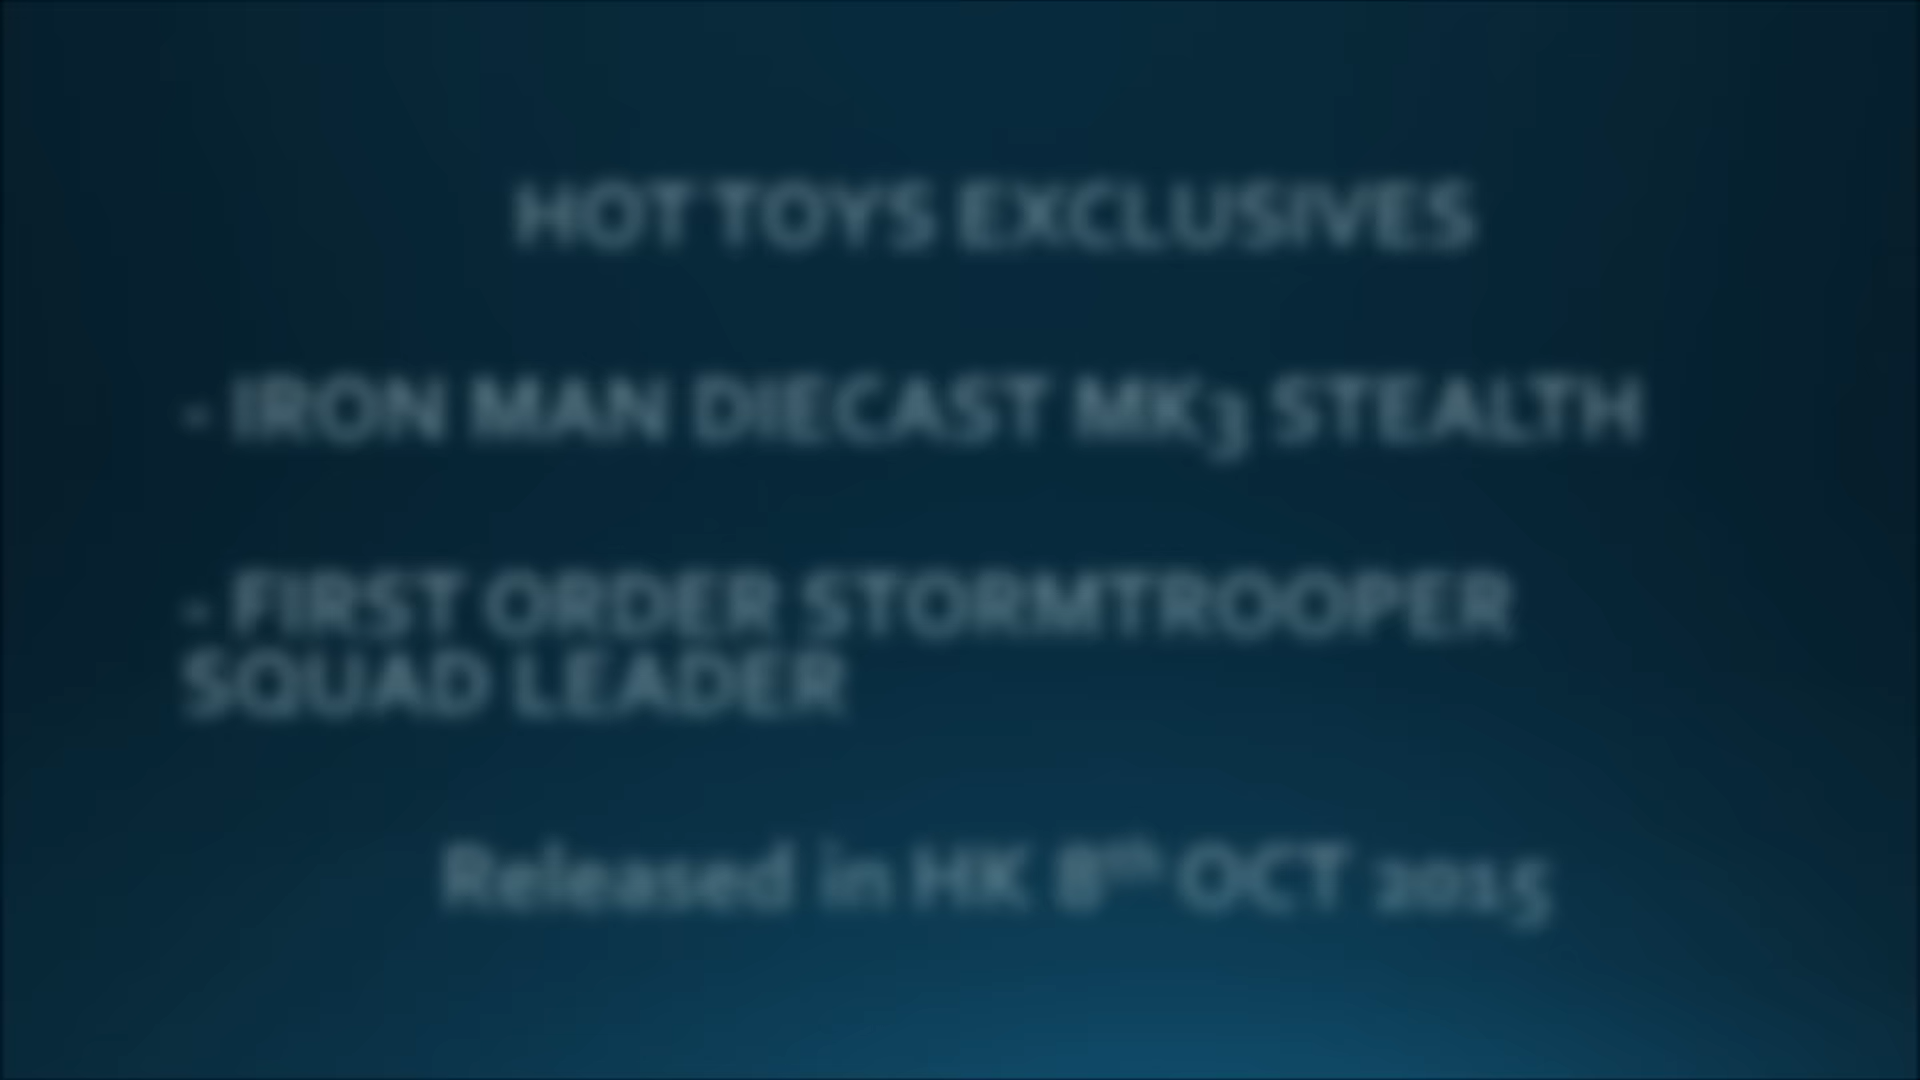 HOT TOYS EXCLUSIVES
- IRON MAN DIECAST MK3 STEALTH
- FIRST ORDER STORMTROOPER
SQUAD LEADER
Released in HK 8th OCT 2015